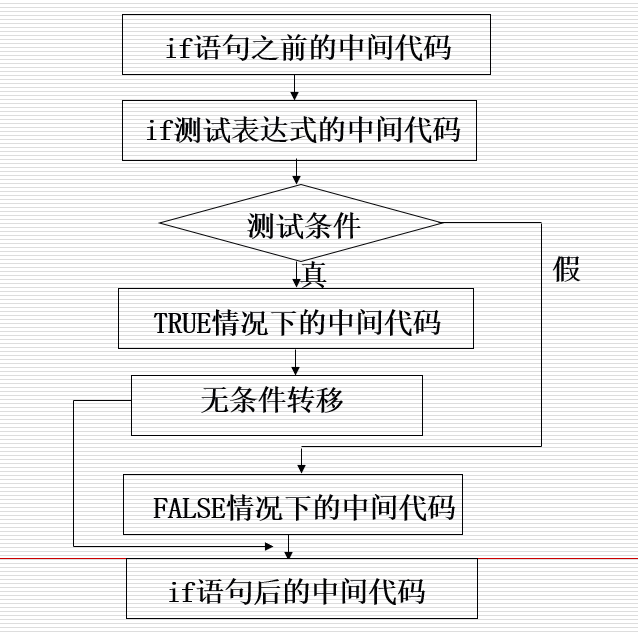 if语句之前的中间代码
if测试表达式的中间代码
测试条件
真
假
TRUE情况下的中间代码
无条件转移
FALSE情况下的中间代码
if语句后的中间代码